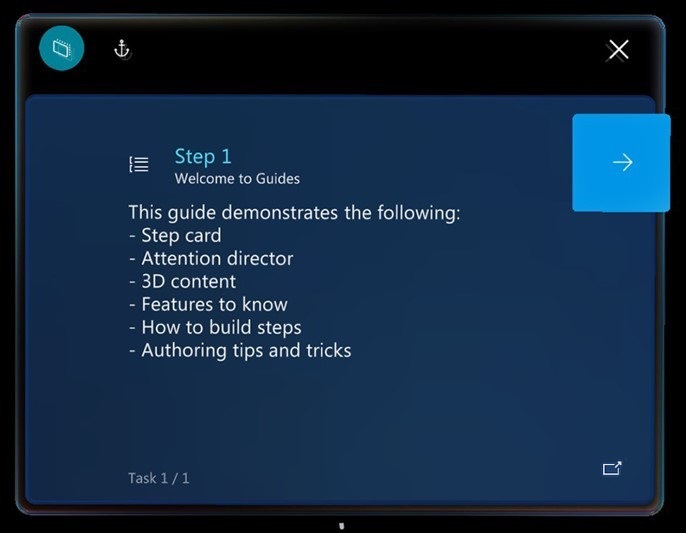 Step 1
Welcome to Guides
This guide demonstrates the following:
- Step card
- Attention director
- 3D content
- Features to know
- How to build steps
- Authoring tips and tricks
Task 1 / 1